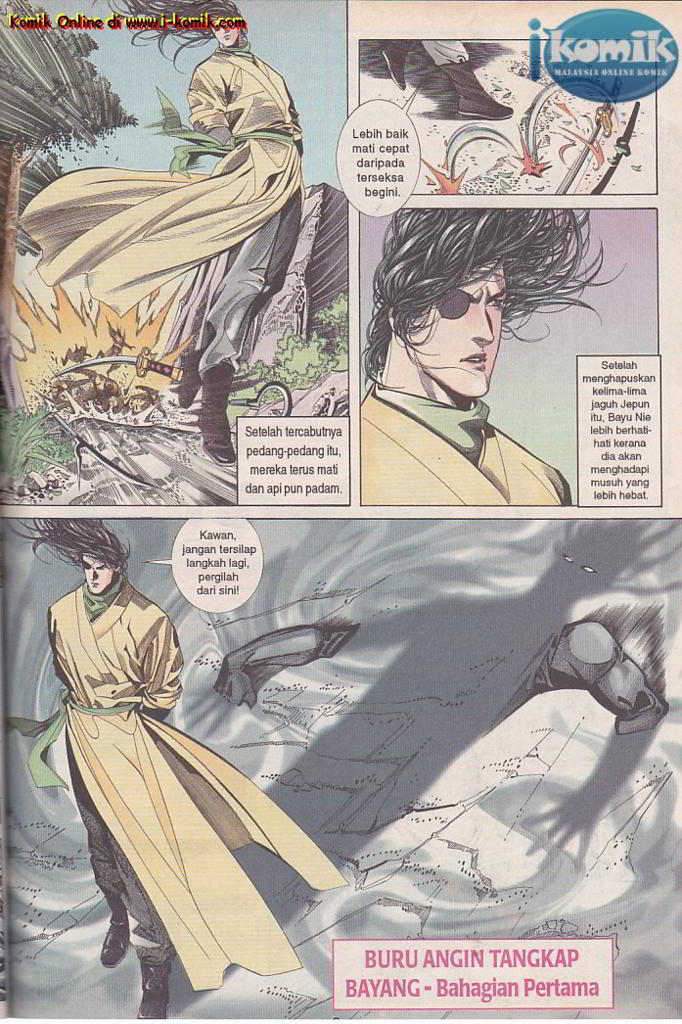 Komik Online di www.i-komik.com
ikomik
MALAYSIA ONLINE KOMIK
Lebih baik
mati cepat
daripada
terseksa
begini.
Setelah tercabutnya
pedang-pedang itu,
mereka terus mati
dan api pun padam.
Setelah
menghapuskan
kelima-lima
jaguh Jepun
itu, Bayu Nie
lebih berhati-
hati kerana
dia akan
menghadapi
musuh yang
lebih hebat.
Kawan,
jangan tersilap
langkah lagi,
pergilah
dari sini!
BURU ANGIN TANGKAP
BAYANG - Bahagian Pertama